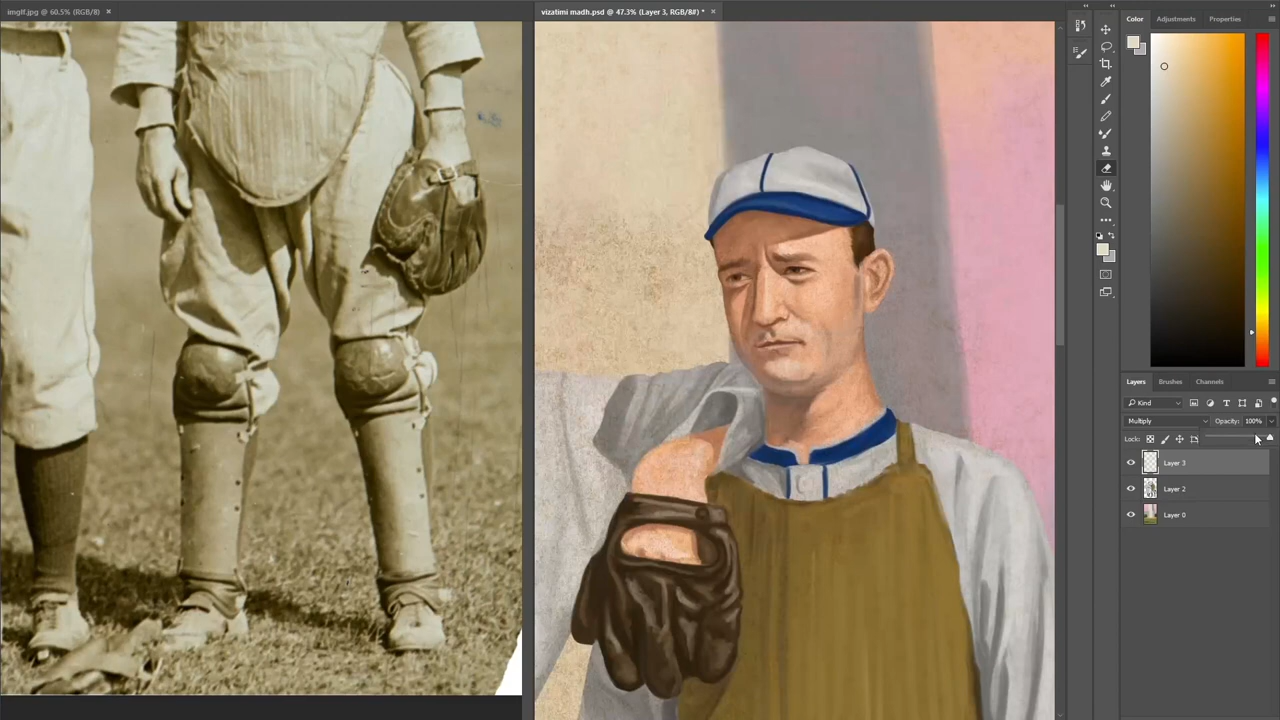 imgff.jpg @ 60.5% (RGB/8) ×
vizatimi madh.psd @ 47.3% (Layer 3, RGB/8#) * ×
Color Adjustments Properties
Layers Brushes Channels
Kind
Multiply Opacity: 100%
Lock:
Layer 3
Layer 2
Layer 0